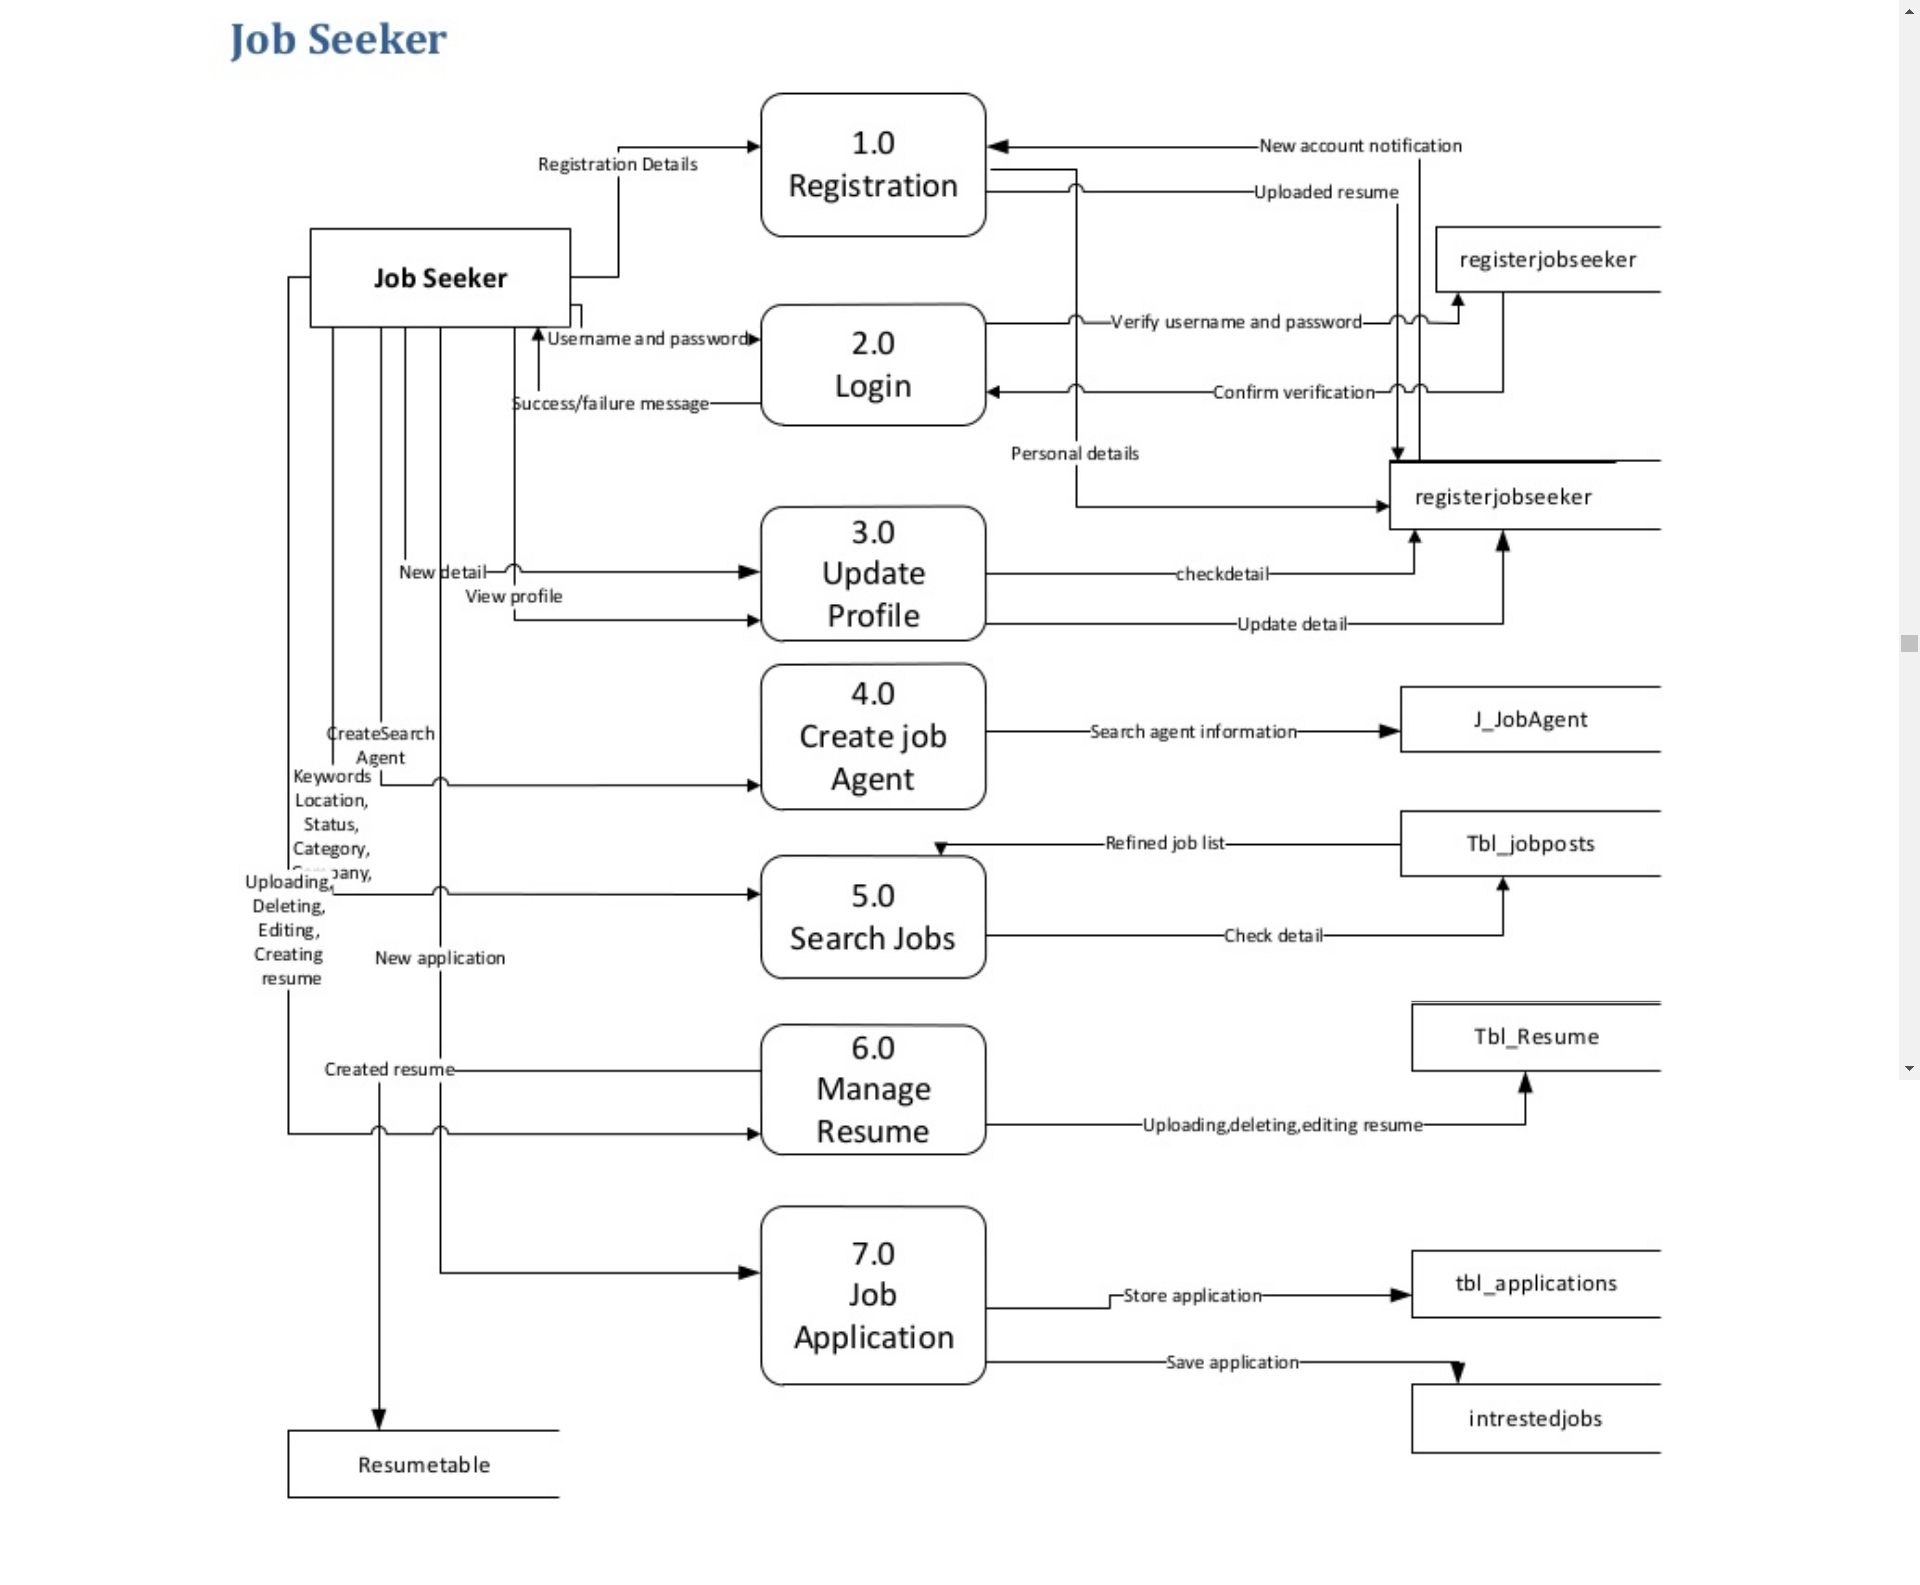 Job Seeker
1.0
Registration
Registration Details
New account notification
Uploaded resume
registerjobseeker
Job Seeker
Username and password
2.0
Login
Verify username and password
Success/failure message
Confirm verification
Personal details
registerjobseeker
3.0
Update
Profile
New detail
View profile
checkdetail
Update detail
4.0
Create job
Agent
CreateSearch
Agent
Search agent information
J_JobAgent
Keywords
Location,
Status,
Category,
Refined job list
Tbl_jobposts
5.0
Search Jobs
Uploading,
Deleting,
Editing,
Creating
resume
Check detail
New application
6.0
Manage
Resume
Created resume
Tbl_Resume
Uploading,deleting,editing resume
7.0
Job
Application
Store application
tbl_applications
Save application
intrestedjobs
Resumetable